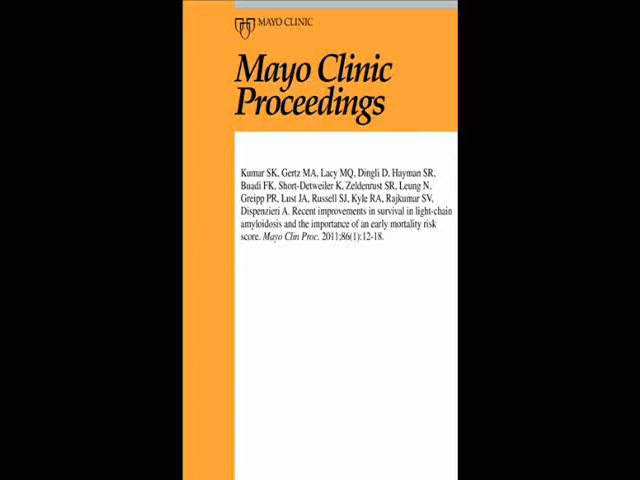 MAYO CLINIC
Mayo Clinic
Proceedings
Kumar SK, Gertz MA, Lacy MQ, Dingli D, Hayman SR,
Buadi FK, Short-Detweiler K, Zeldenrust SR, Leung N,
Greipp PR, Lust JA, Russell SJ, Kyle RA, Rajkumar SV,
Dispenzieri A. Recent improvements in survival in light-chain
amyloidosis and the importance of an early mortality risk
score. Mayo Clin Proc. 2011;86(1):12-18.